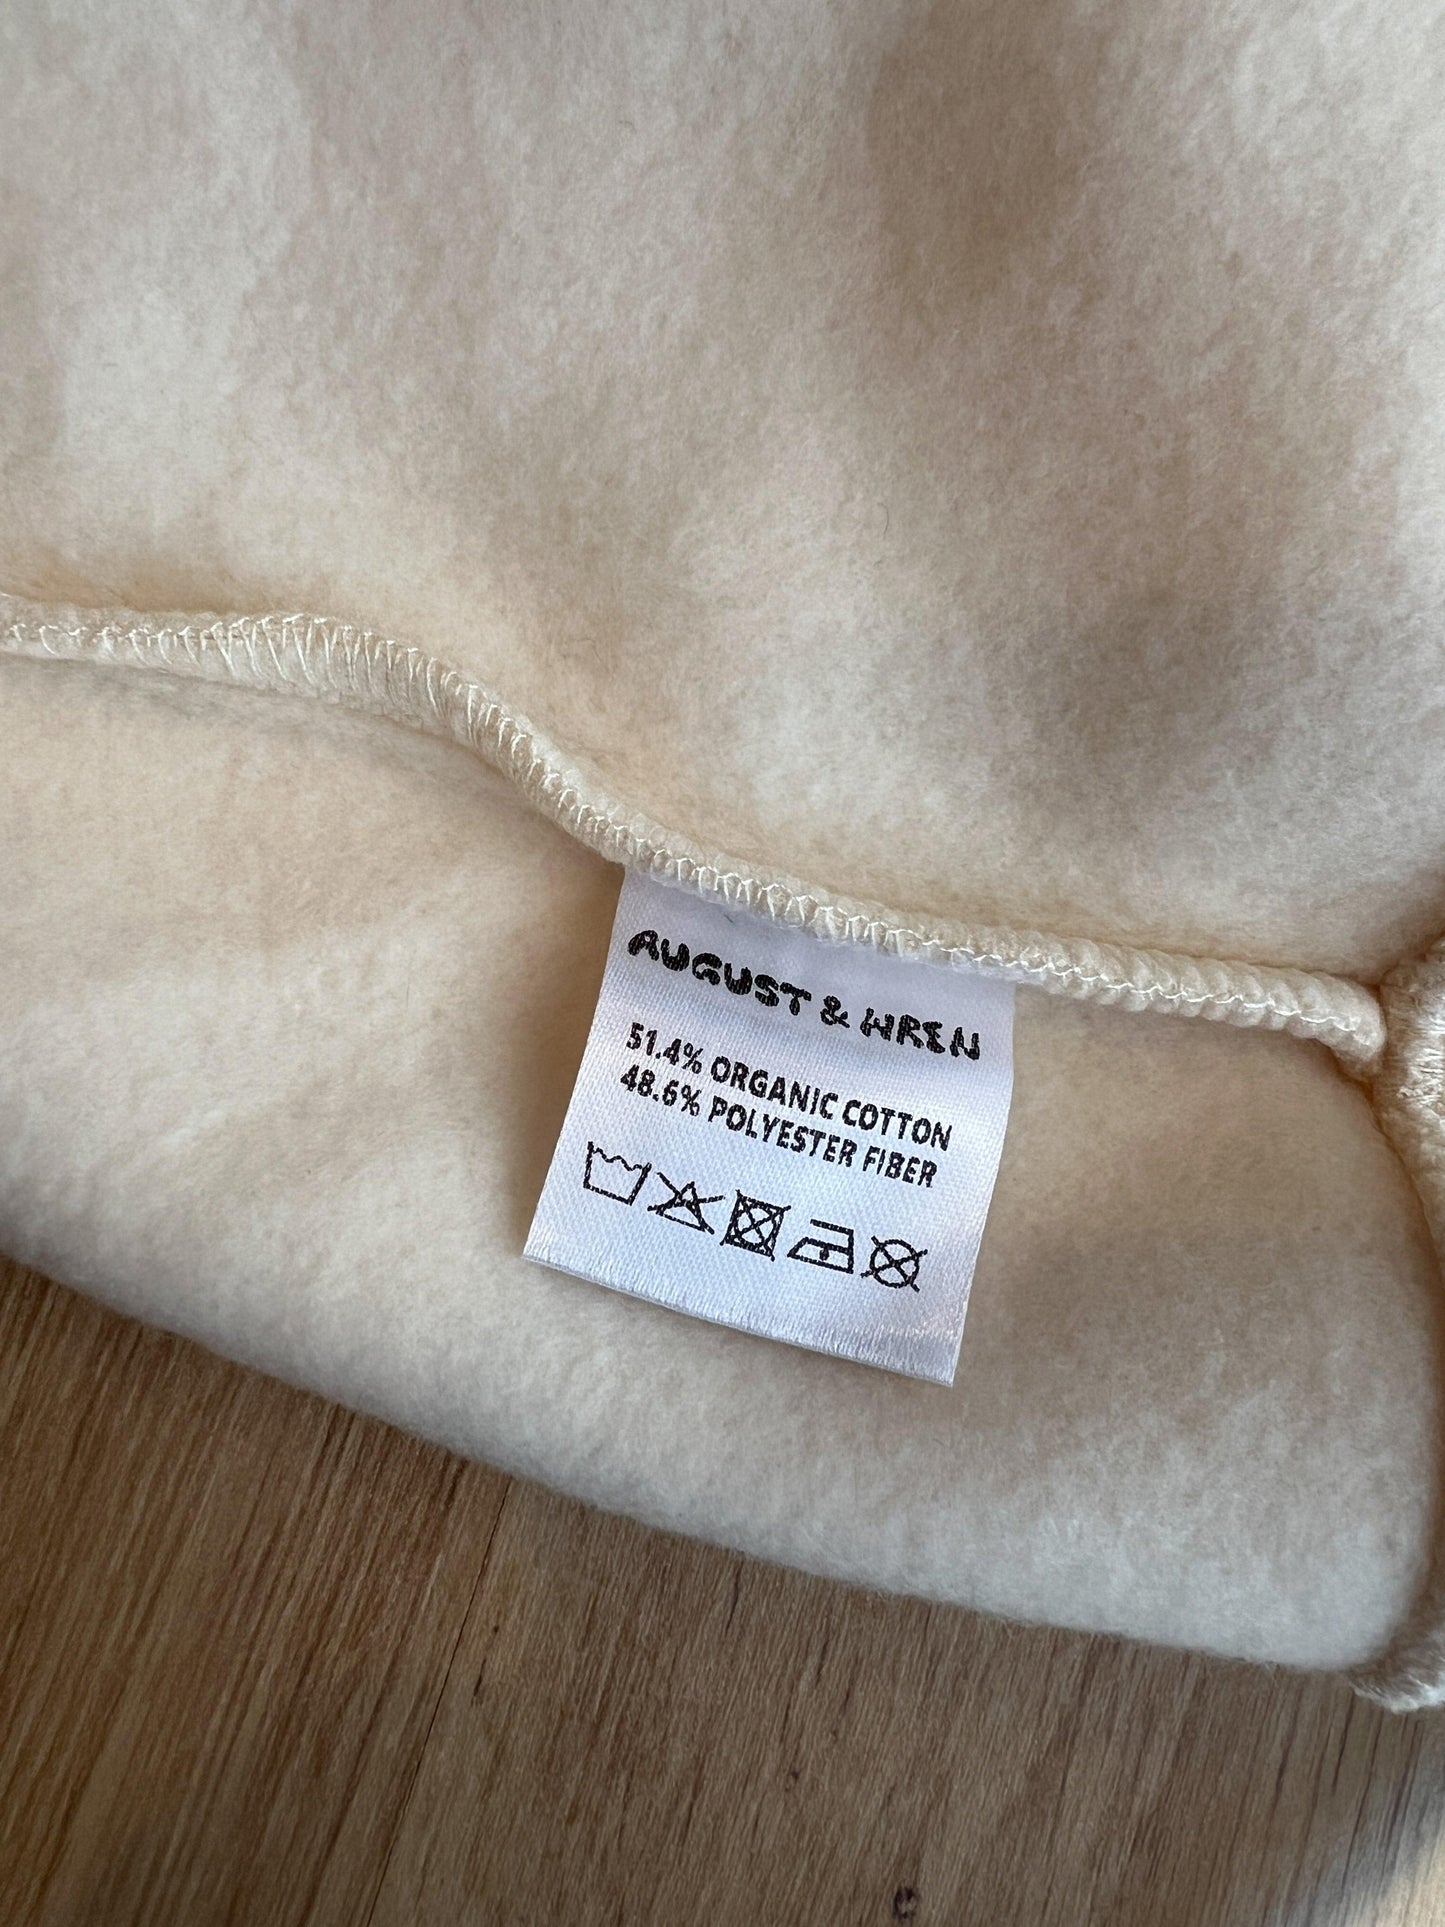 AUGUST & WREN
51.4% ORGANIC COTTON
48.6% POLYESTER FIBER